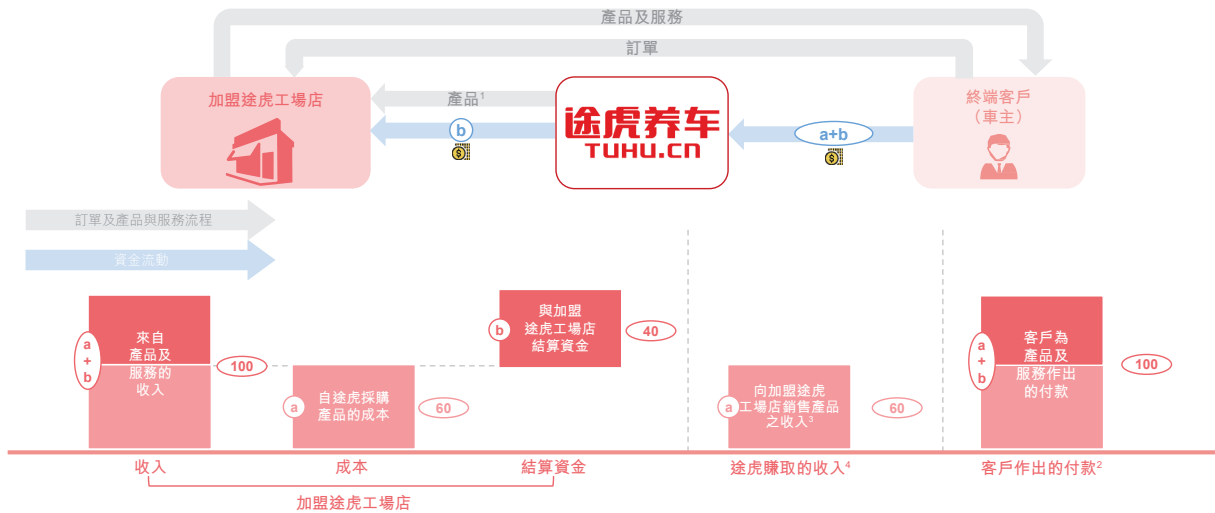 產品及服務
訂單
加盟途虎工場店
產品¹
b
途虎养车
TUHU.CN
a+b
終端客戶
（車主）
訂單及產品與服務流程
資金流動
a
+
b
來自
產品及
服務的
收入
100
a
自途虎採購
產品的成本
60
b
與加盟
途虎工場店
結算資金
40
a
向加盟途虎
工場店銷售產品
之收入³
60
a
+
b
客戶為
產品及
服務作出
的付款
100
收入
成本
結算資金
途虎賺取的收入⁴
客戶作出的付款²
加盟途虎工場店